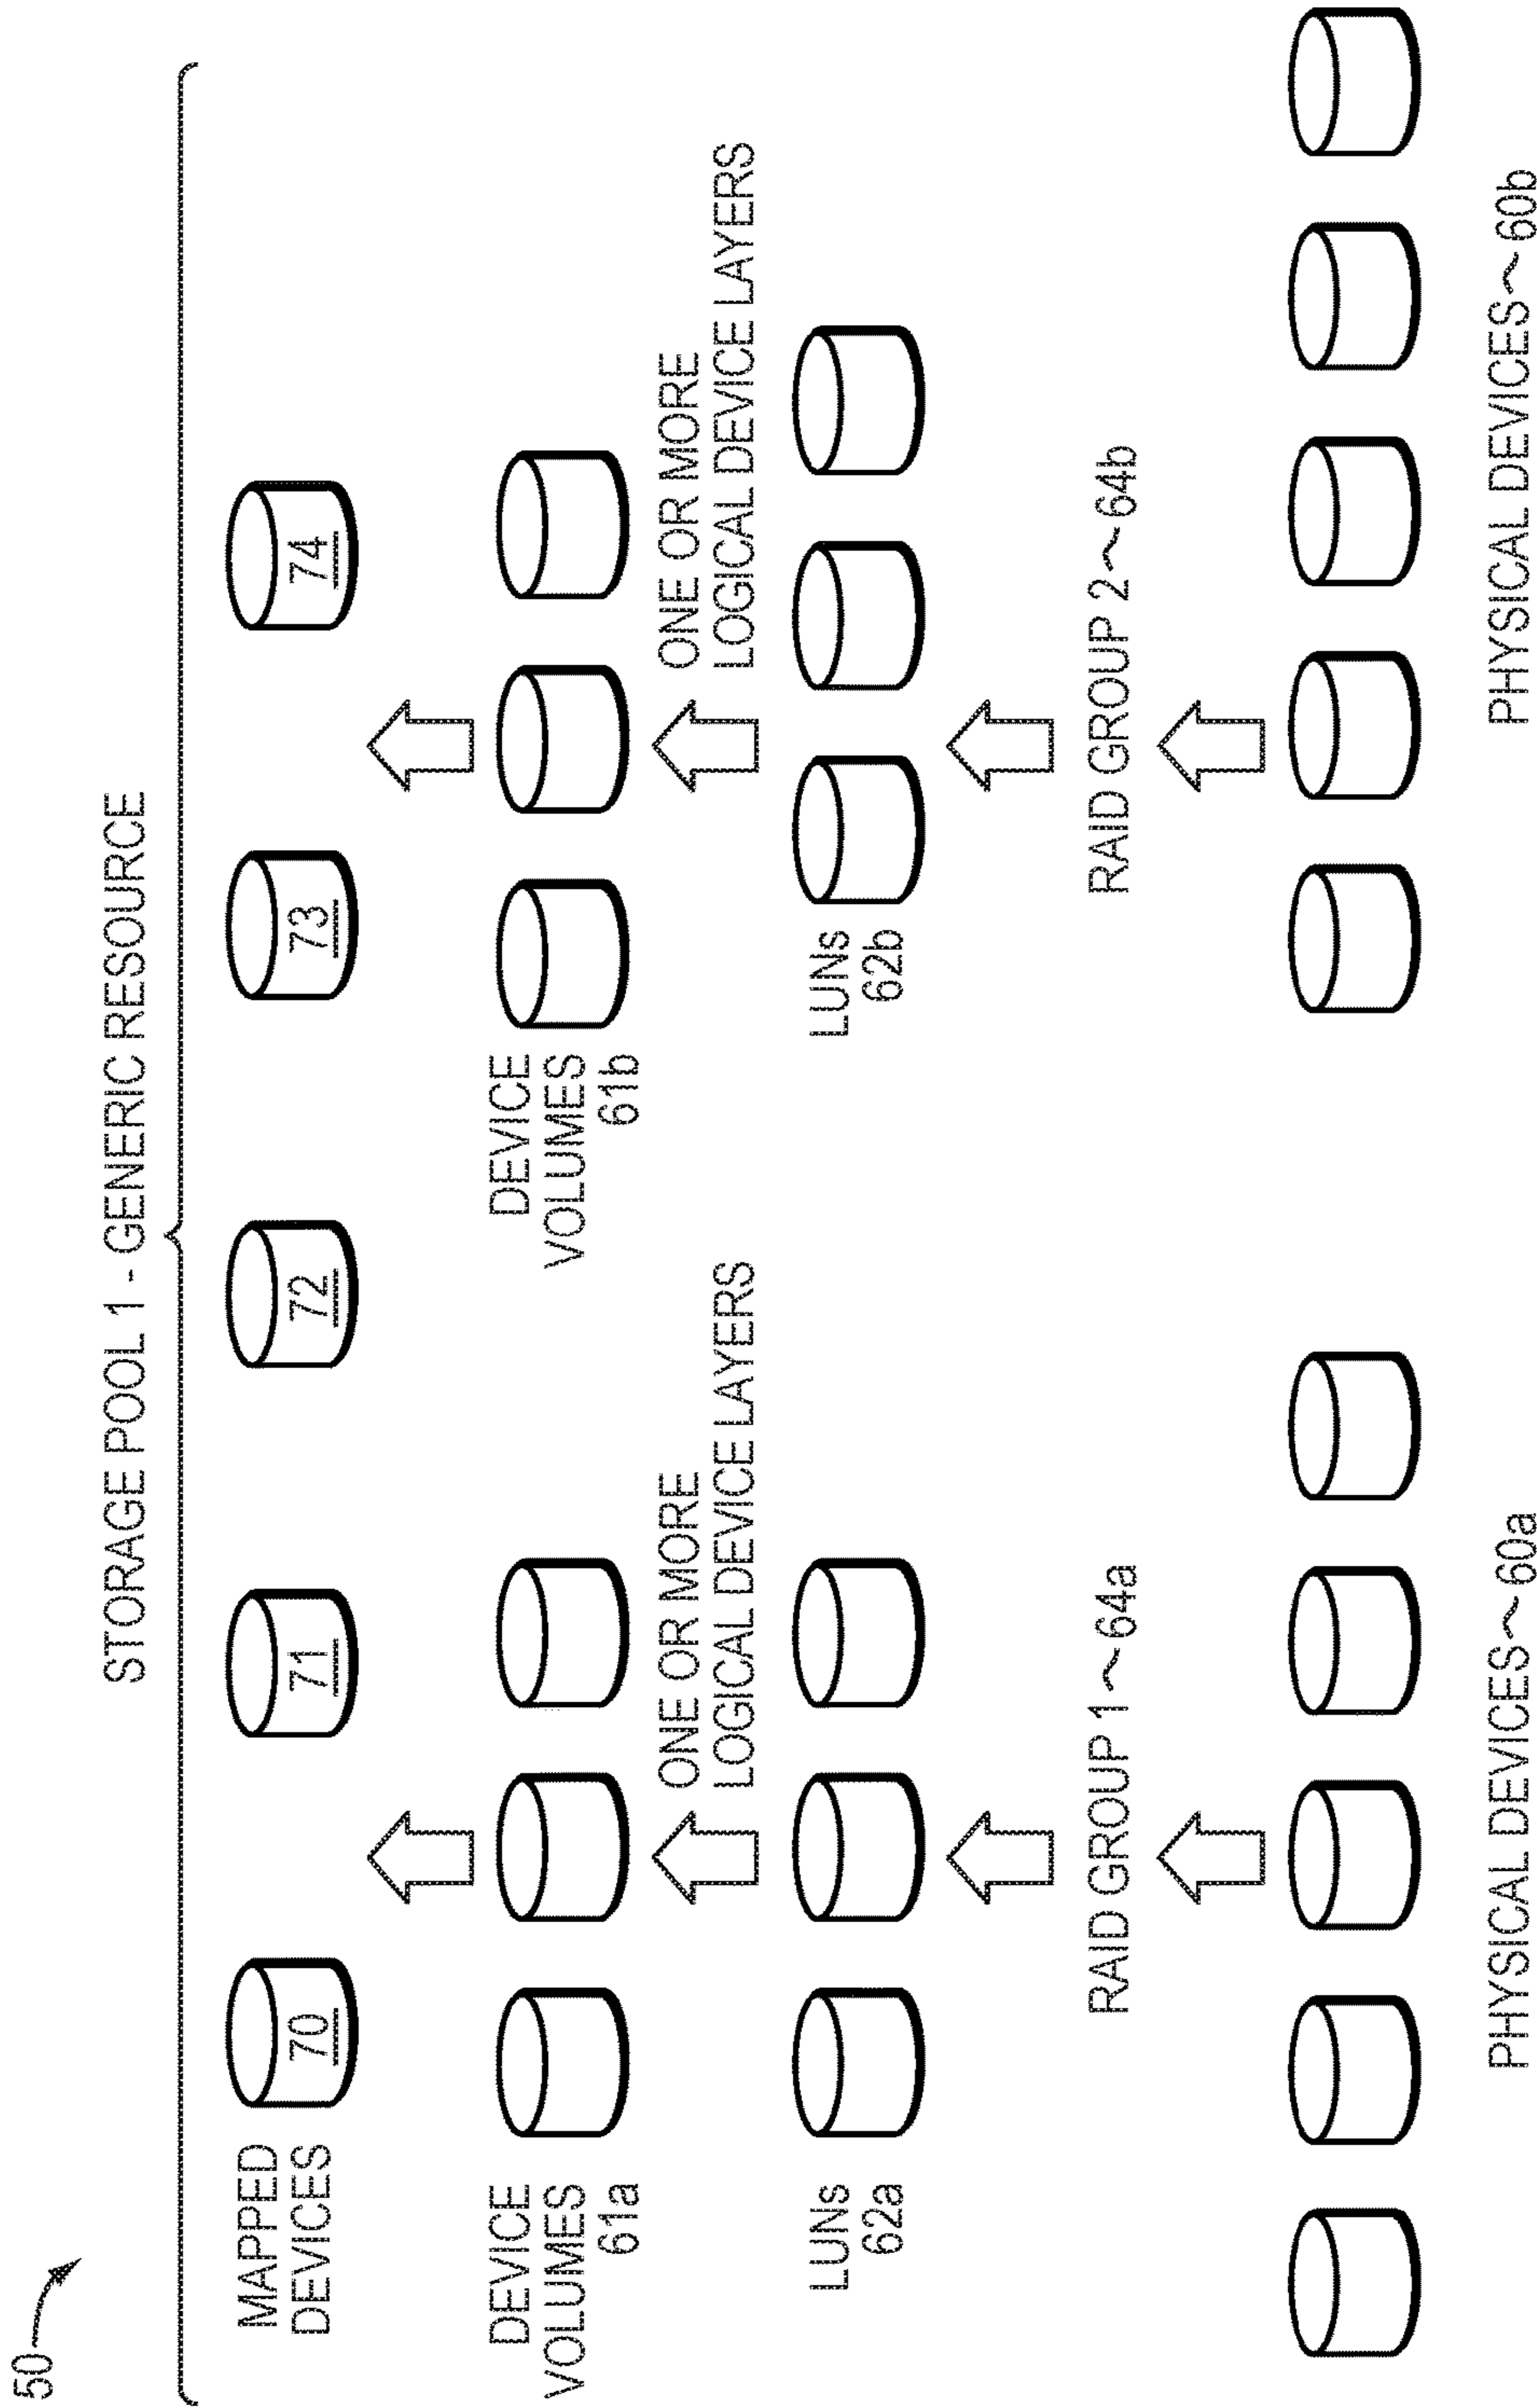 50
STORAGE POOL 1 - GENERIC RESOURCE
MAPPED
DEVICES
70
71
72
73
74
DEVICE
VOLUMES
61a
DEVICE
VOLUMES
61b
ONE OR MORE
LOGICAL DEVICE LAYERS
ONE OR MORE
LOGICAL DEVICE LAYERS
LUNs
62a
LUNs
62b
RAID GROUP 1~64a
RAID GROUP 2~64b
PHYSICAL DEVICES~60a
PHYSICAL DEVICES~60b